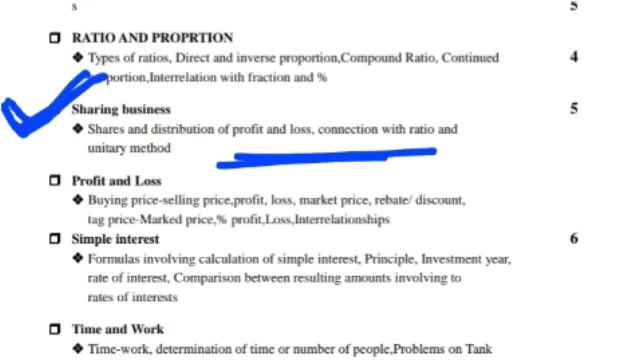 s 5
❒ RATIO AND PROPRTION
❖ Types of ratios, Direct and inverse proportion,Compound Ratio, Continued 4
portion,Interrelation with fraction and %
Sharing business 5
❖ Shares and distribution of profit and loss, connection with ratio and
unitary method
❒ Profit and Loss
❖ Buying price-selling price,profit, loss, market price, rebate/ discount,
tag price-Marked price,% profit,Loss,Interrelationships
❒ Simple interest 6
❖ Formulas involving calculation of simple interest, Principle, Investment year,
rate of interest, Comparison between resulting amounts involving to
rates of interests
❒ Time and Work
❖ Time-work, determination of time or number of people,Problems on Tank